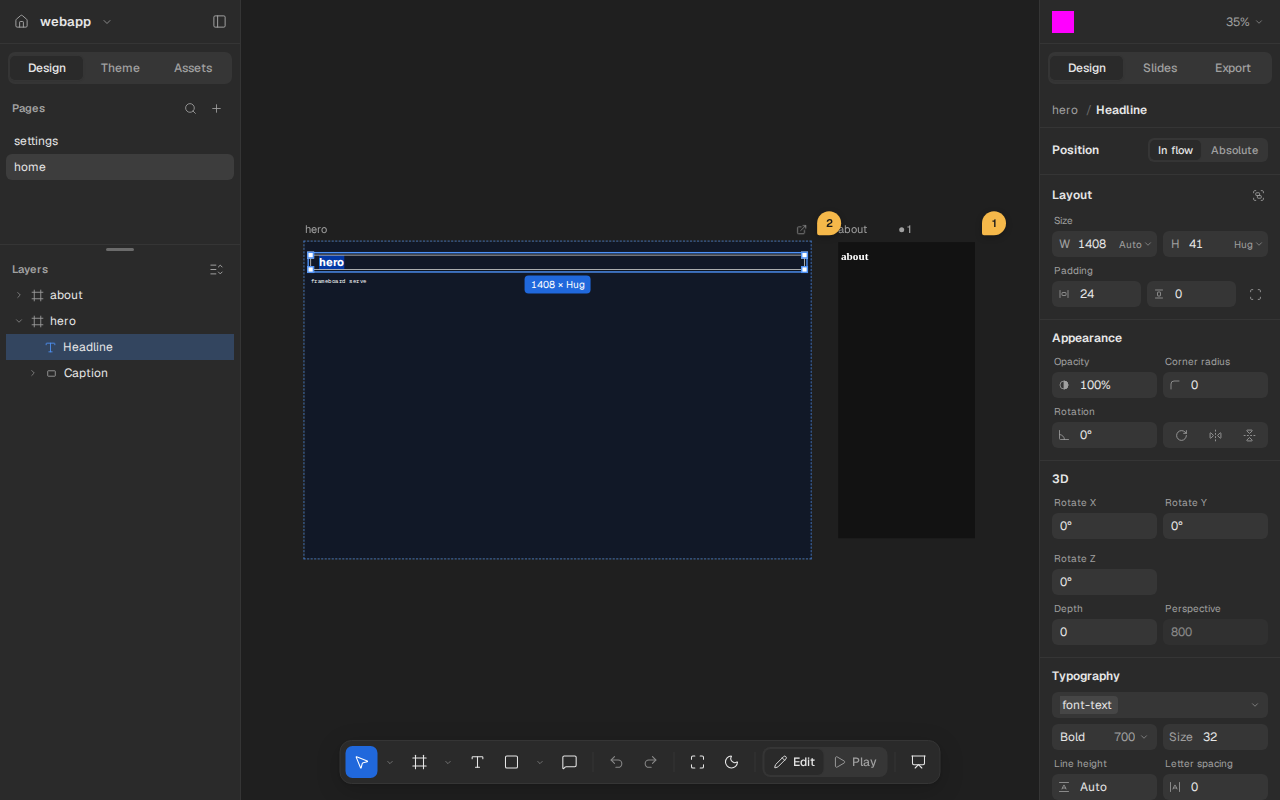 webapp
Design Theme Assets
Pages
settings
home
Layers
about
hero
Headline
Caption
hero
2
about
1
1
hero
frameboard serve
1408 × Hug
about
Edit
Play
35%
Design Slides Export
hero / Headline
Position In flow Absolute
Layout
Size
W 1408 Auto H 41 Hug
Padding
24 0
Appearance
Opacity Corner radius
100% 0
Rotation
0°
3D
Rotate X Rotate Y
0° 0°
Rotate Z
0°
Depth Perspective
0 800
Typography
font-text
Bold 700 Size 32
Line height Letter spacing
Auto 0